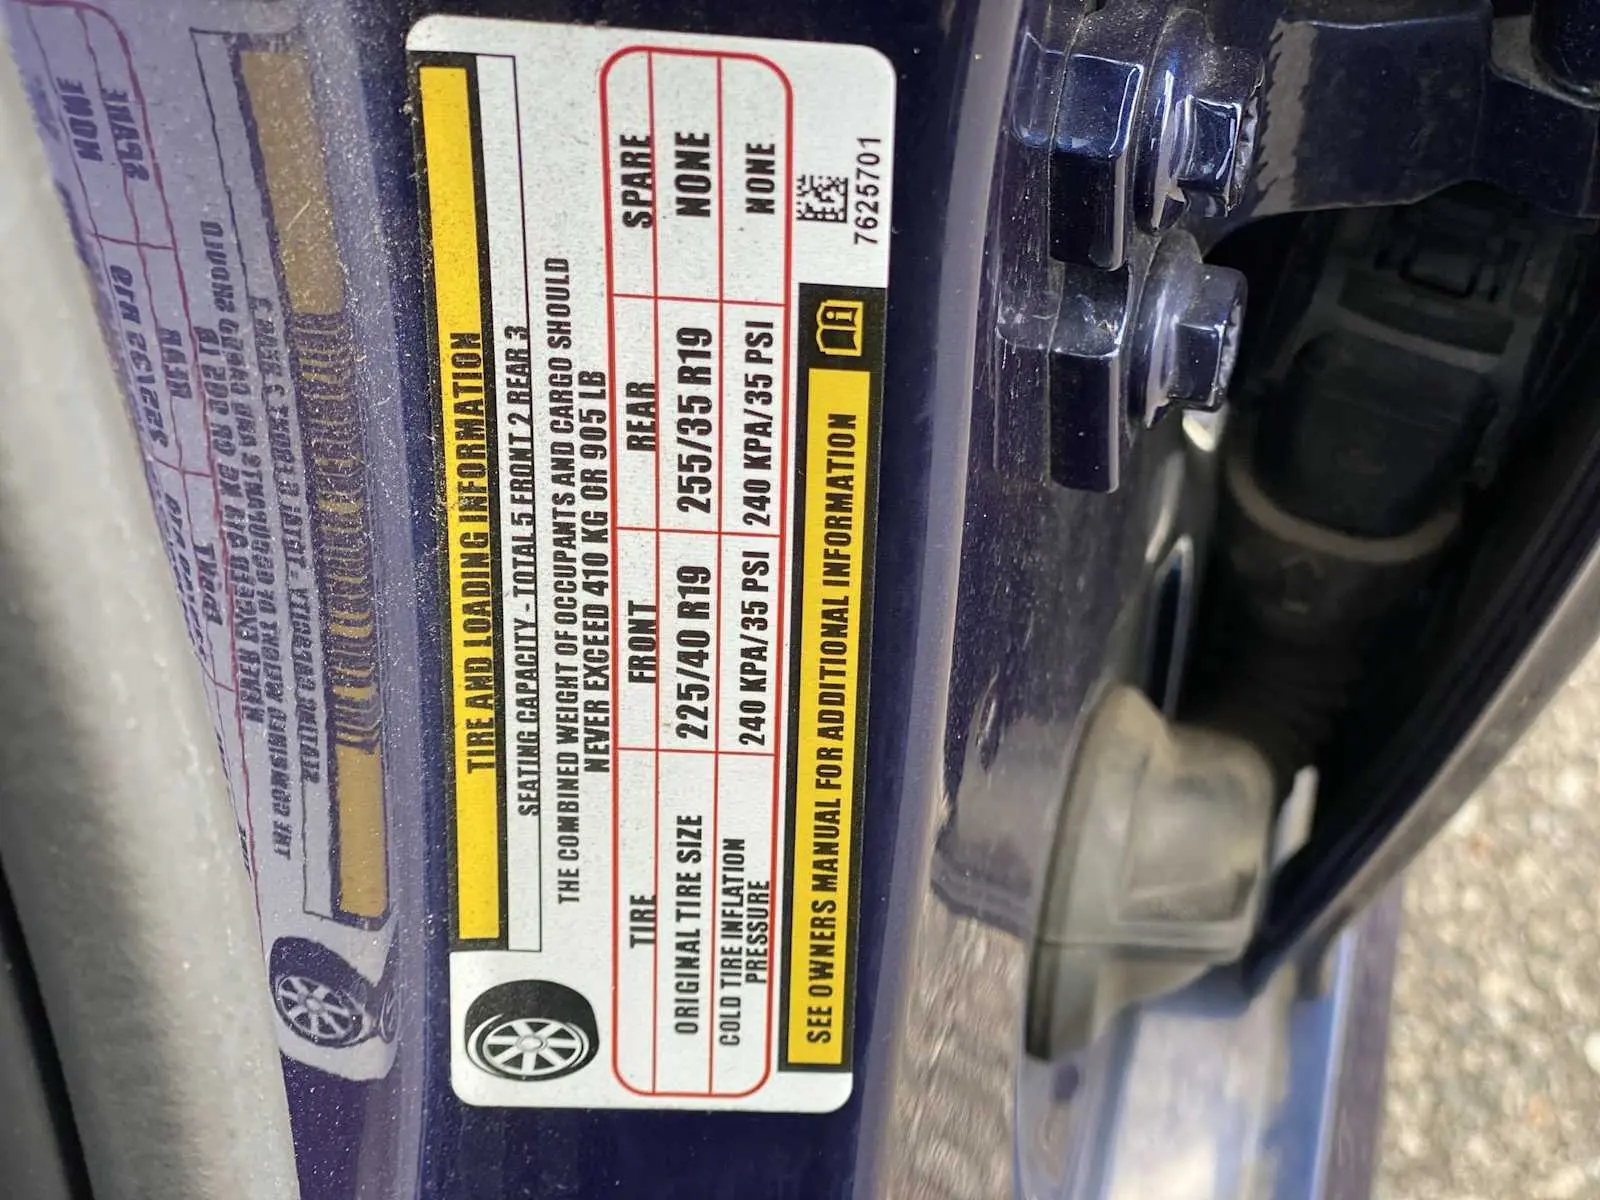 TIRE AND LOADING INFORMATION
SEATING CAPACITY - TOTAL 5 FRONT 2 REAR 3
THE COMBINED WEIGHT OF OCCUPANTS AND CARGO SHOULD
NEVER EXCEED 410 KG OR 905 LB
TIRE FRONT REAR SPARE
ORIGINAL TIRE SIZE 225/40 R19 255/35 R19 NONE
COLD TIRE INFLATION
PRESSURE 240 KPA/35 PSI 240 KPA/35 PSI NONE
SEE OWNERS MANUAL FOR ADDITIONAL INFORMATION
7625701